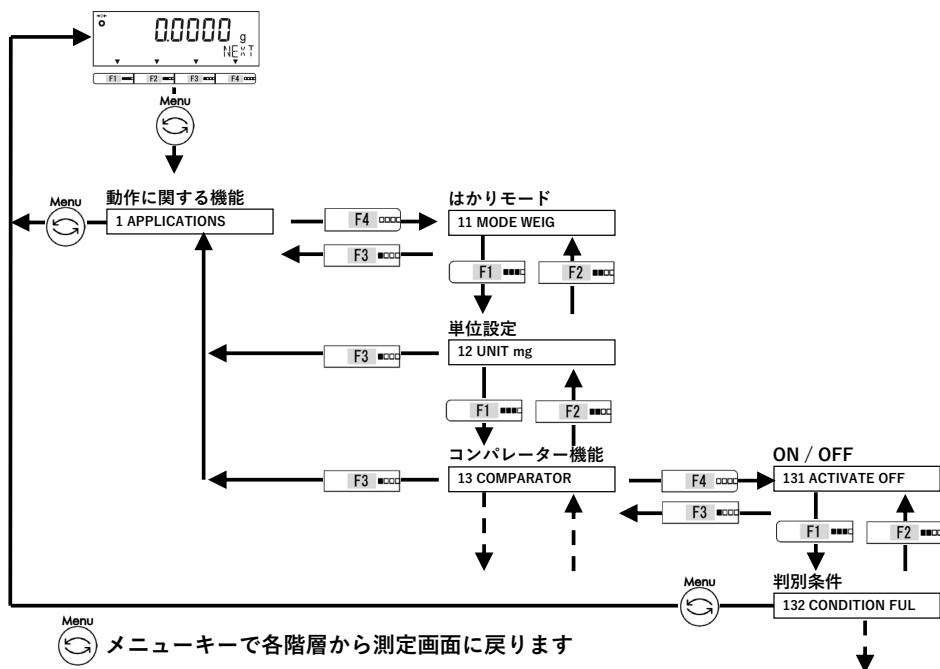 0.0000 g
NEXT
F1 F2 F3 F4
Menu
動作に関する機能
はかりモード
Menu
1 APPLICATIONS
F4
11 MODE WEIG
F3
F1
F2
単位設定
F3
12 UNIT mg
F1
F2
コンパレーター機能
ON / OFF
F3
13 COMPARATOR
F4
131 ACTIVATE OFF
F3
F1
F2
判別条件
Menu
132 CONDITION FUL
Menu
メニューキーで各階層から測定画面に戻ります